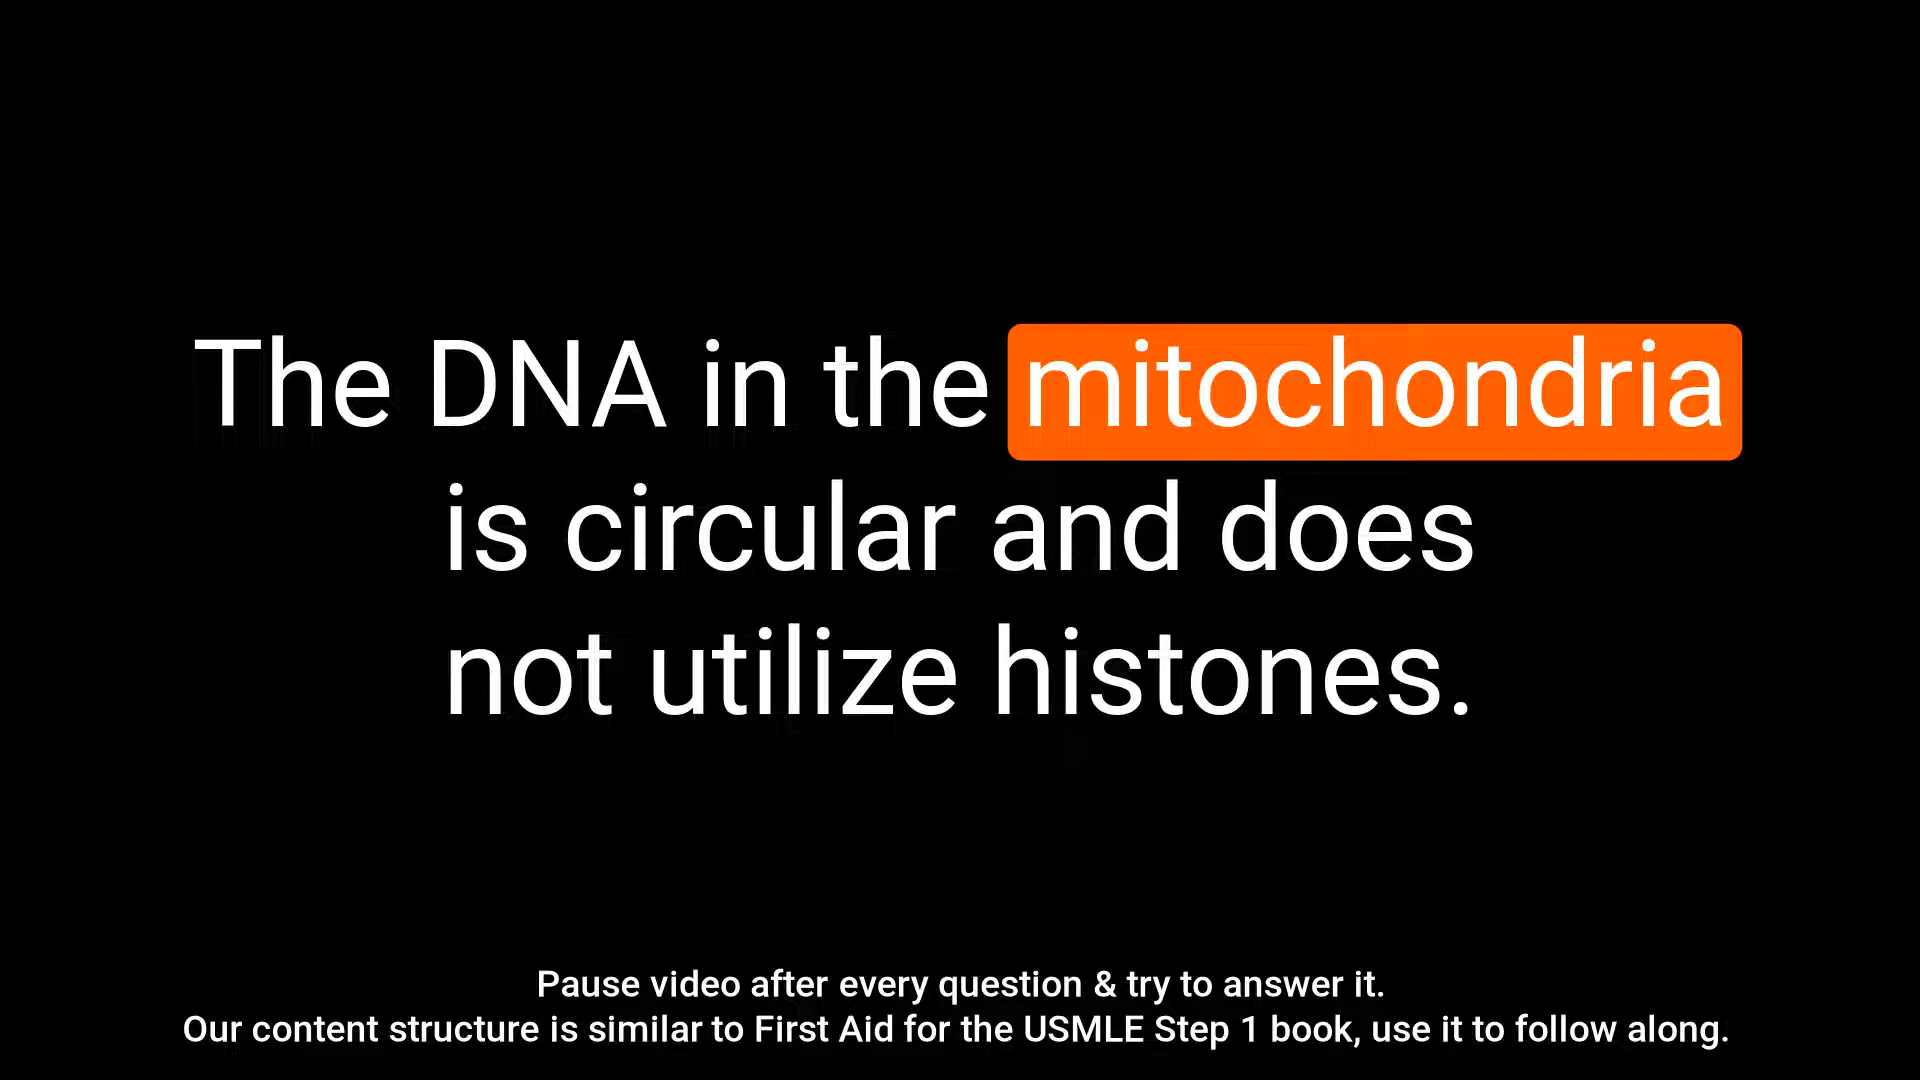 The DNA in the mitochondria
is circular and does
not utilize histones.
Pause video after every question & try to answer it.
Our content structure is similar to First Aid for the USMLE Step 1 book, use it to follow along.